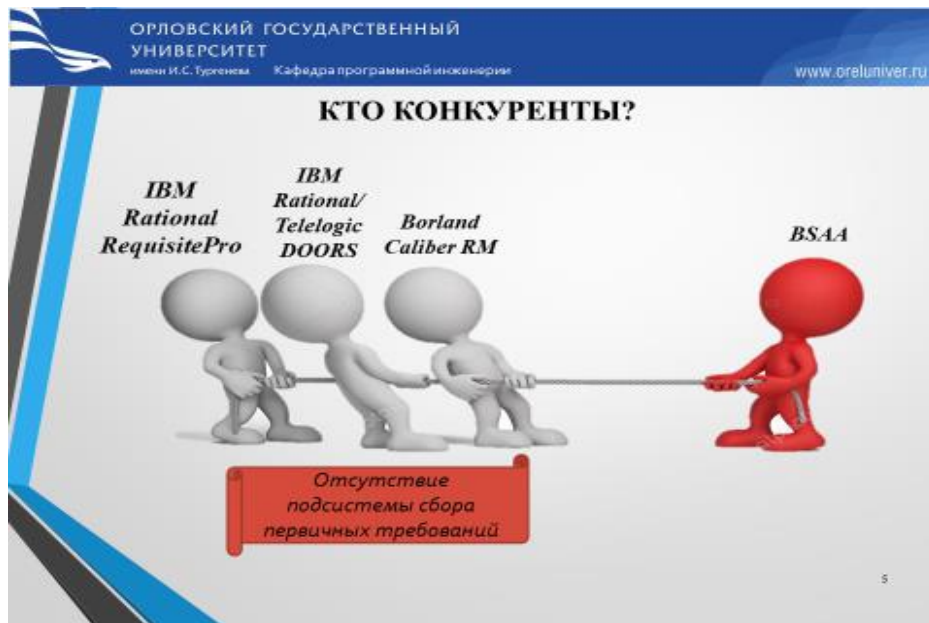 ОРЛОВСКИЙ ГОСУДАРСТВЕННЫЙ
УНИВЕРСИТЕТ
имени И.С. Тургенева Кафедра программной инженерии
www.oreluniver.ru
КТО КОНКУРЕНТЫ?
IBM
Rational
RequisitePro
IBM
Rational/
Telelogic
DOORS
Borland
Caliber RM
BSAA
Отсутствие
подсистемы сбора
первичных требований
5